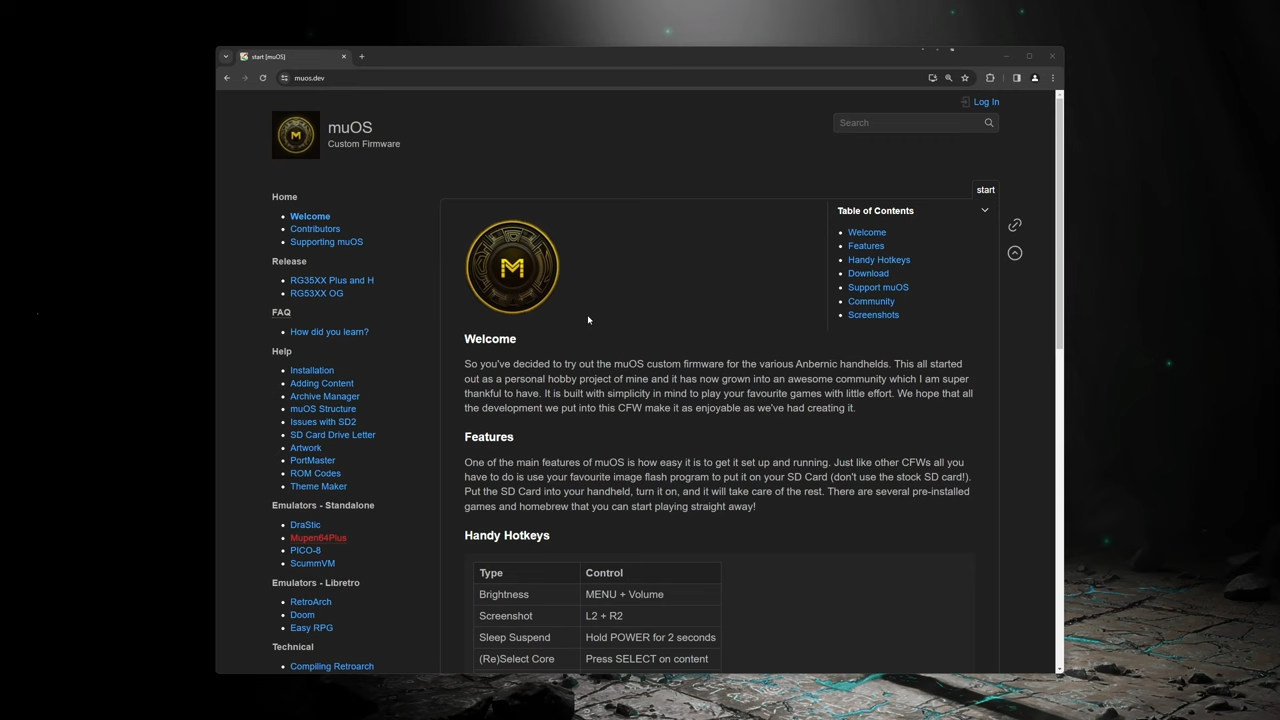 start [muOS]
muos.dev
Log In
muOS
Custom Firmware
Search
start
Home
Welcome
Contributors
Supporting muOS
Release
RG35XX Plus and H
RG53XX OG
FAQ
How did you learn?
Help
Installation
Adding Content
Archive Manager
muOS Structure
Issues with SD2
SD Card Drive Letter
Artwork
PortMaster
ROM Codes
Theme Maker
Emulators - Standalone
DraStic
Mupen64Plus
PICO-8
ScummVM
Emulators - Libretro
RetroArch
Doom
Easy RPG
Technical
Compiling Retroarch
M
Table of Contents
Welcome
Features
Handy Hotkeys
Download
Support muOS
Community
Screenshots
Welcome
So you've decided to try out the muOS custom firmware for the various Anbernic handhelds. This all started
out as a personal hobby project of mine and it has now grown into an awesome community which I am super
thankful to have. It is built with simplicity in mind to play your favourite games with little effort. We hope that all
the development we put into this CFW make it as enjoyable as we've had creating it.
Features
One of the main features of muOS is how easy it is to get it set up and running. Just like other CFWs all you
have to do is use your favourite image flash program to put it on your SD Card (don't use the stock SD card!).
Put the SD Card into your handheld, turn it on, and it will take care of the rest. There are several pre-installed
games and homebrew that you can start playing straight away!
Handy Hotkeys
Type Control
Brightness MENU + Volume
Screenshot L2 + R2
Sleep Suspend Hold POWER for 2 seconds
(Re)Select Core Press SELECT on content